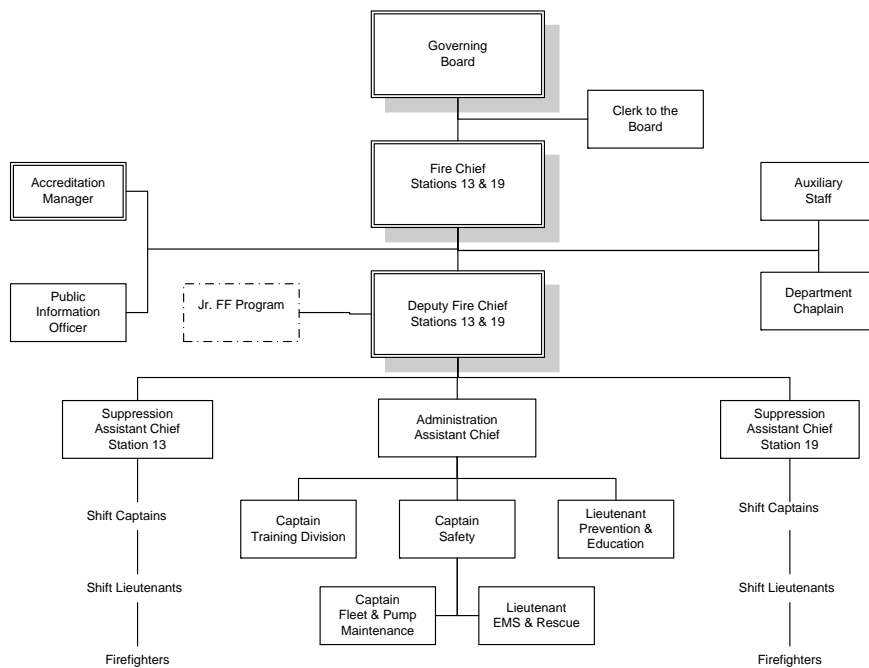 Governing
Board
Clerk to the
Board
Fire Chief
Stations 13 & 19
Accreditation
Manager
Auxiliary
Staff
Public
Information
Officer
Jr. FF Program
Deputy Fire Chief
Stations 13 & 19
Department
Chaplain
Suppression
Assistant Chief
Station 13
Administration
Assistant Chief
Suppression
Assistant Chief
Station 19
Shift Captains
Captain
Training Division
Captain
Safety
Lieutenant
Prevention &
Education
Shift Captains
Shift Lieutenants
Captain
Fleet & Pump
Maintenance
Lieutenant
EMS & Rescue
Shift Lieutenants
Firefighters
Firefighters